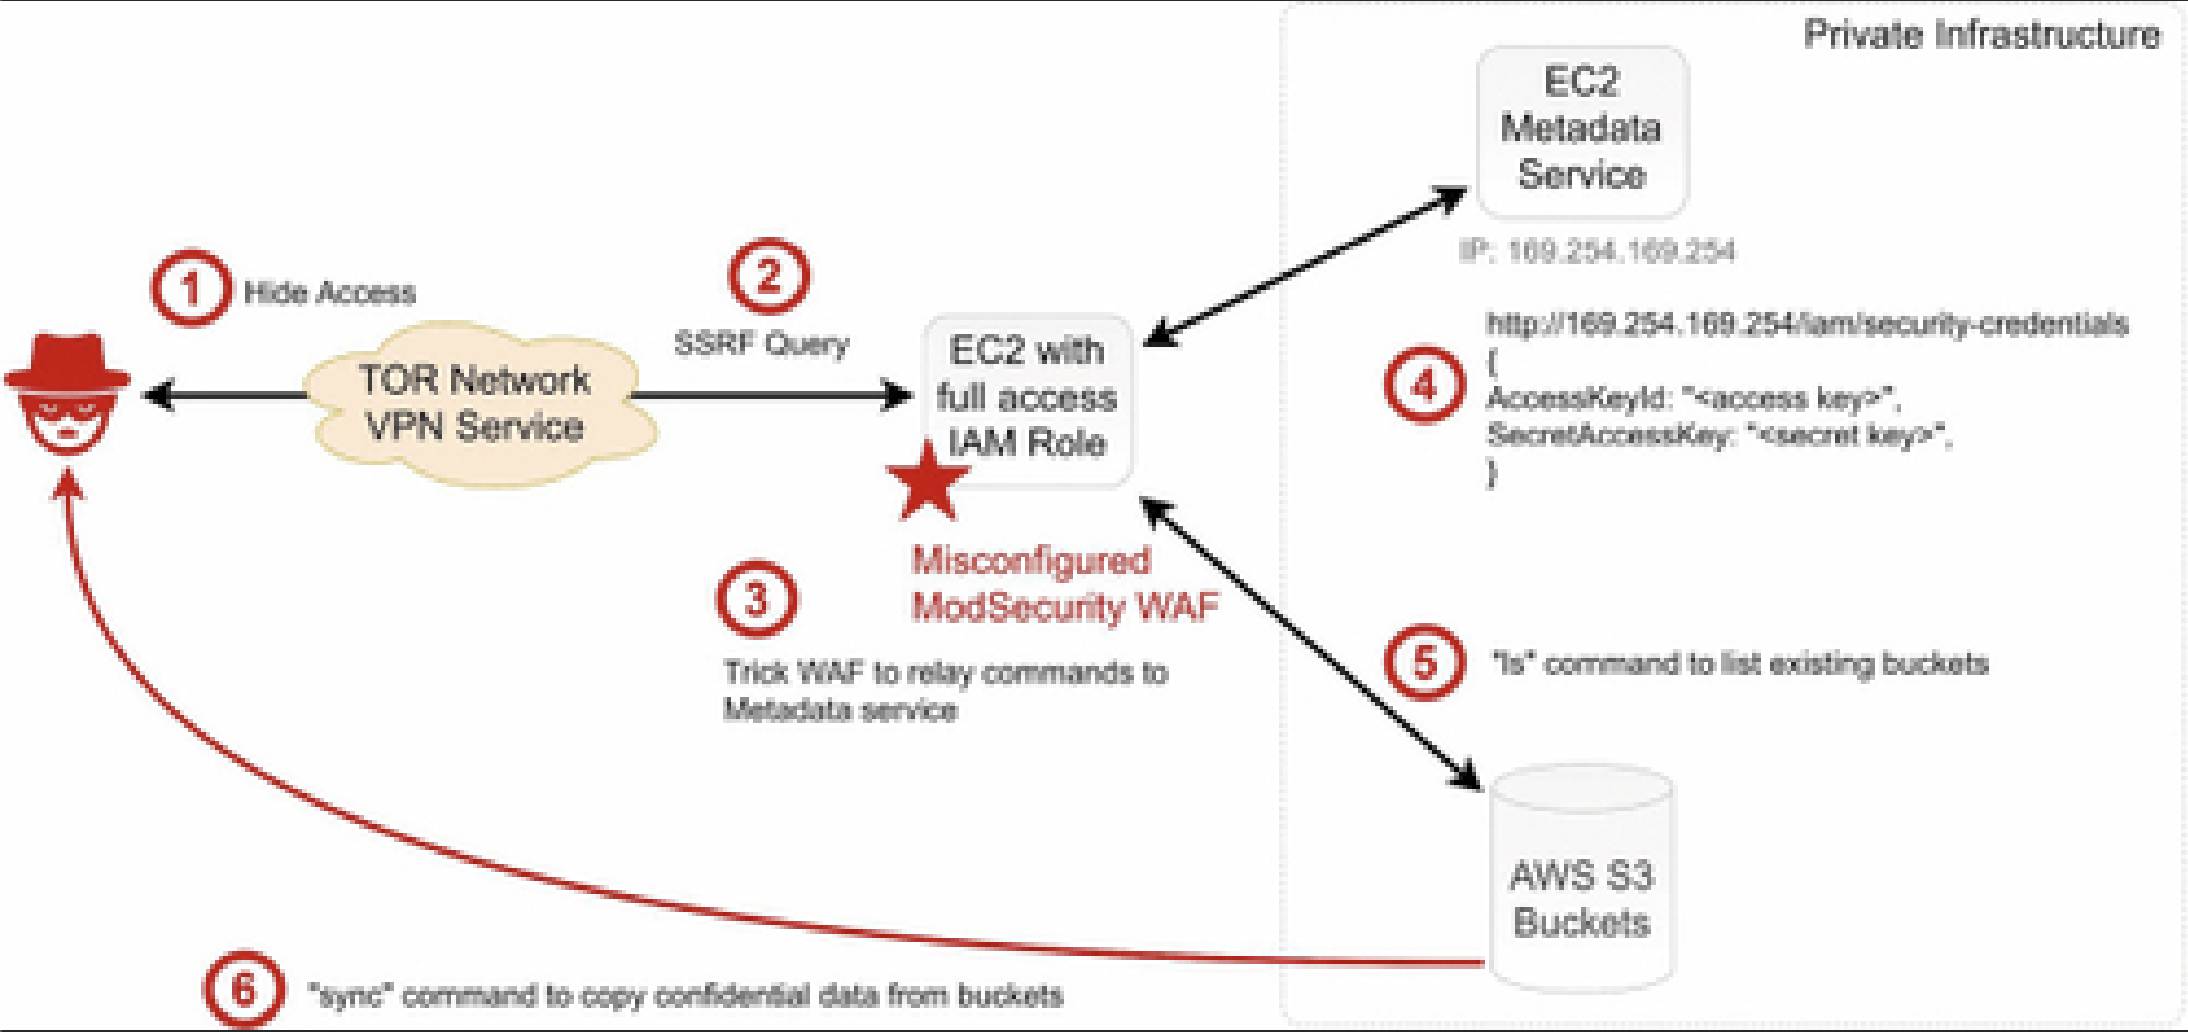 Private Infrastructure
EC2
Metadata
Service
IP: 169.254.169.254
1
Hide Access
2
SSRF Query
TOR Network
VPN Service
EC2 with
full access
IAM Role
http://169.254.169.254/iam/security-credentials
4
{
AccessKeyId: "<access key>",
SecretAccessKey: "<secret key>",
}
Misconfigured
ModSecurity WAF
3
Trick WAF to relay commands to
Metadata service
5
"ls" command to list existing buckets
AWS S3
Buckets
6
"sync" command to copy confidential data from buckets